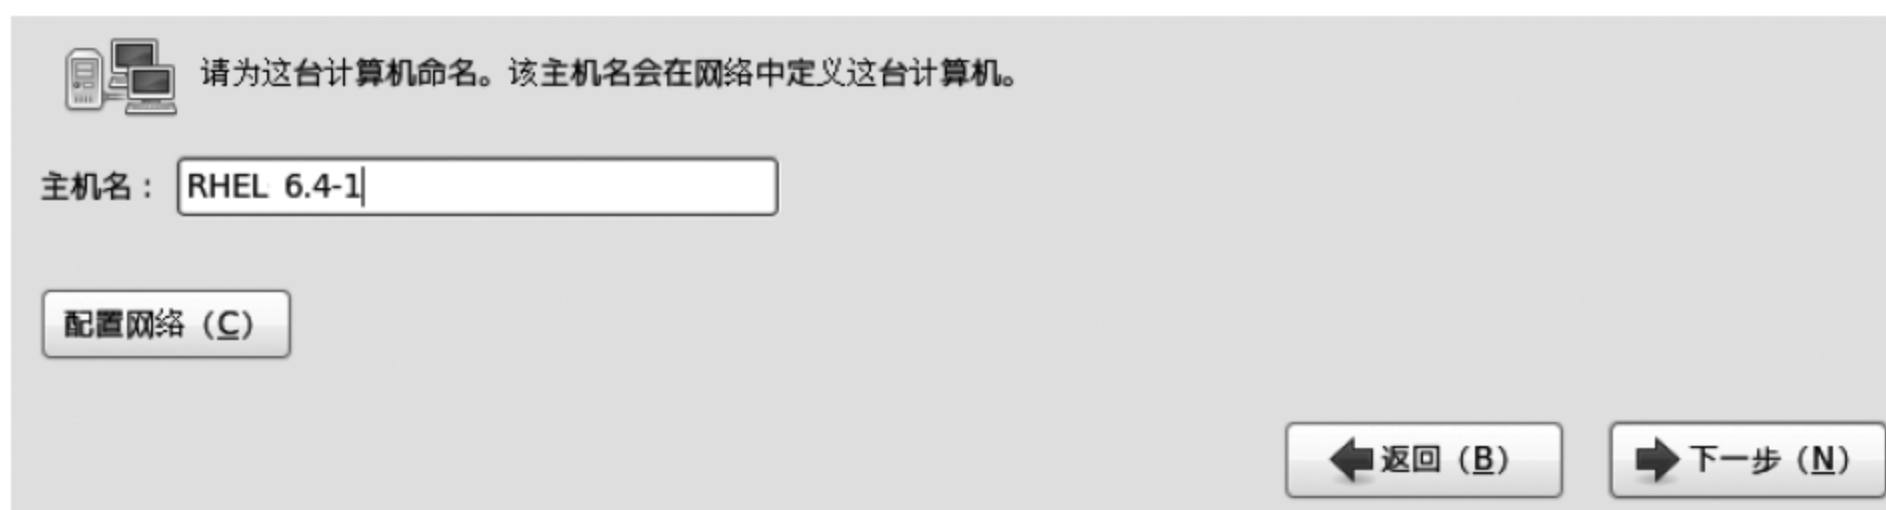 请为这台计算机命名。该主机名会在网络中定义这台计算机。
主机名：RHEL 6.4-1
配置网络（C）
返回（B） 下一步（N）